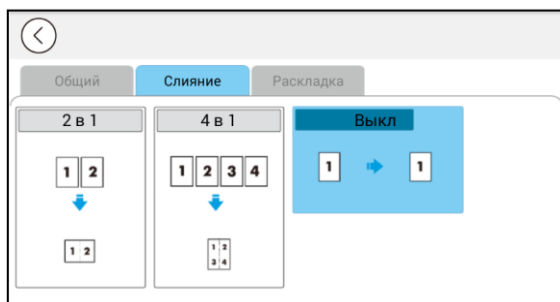 Общий Слияние Раскладка
2 в 1 4 в 1 Выкл
1 2 1 2 3 4 1 1
1 2 1 2
3 4